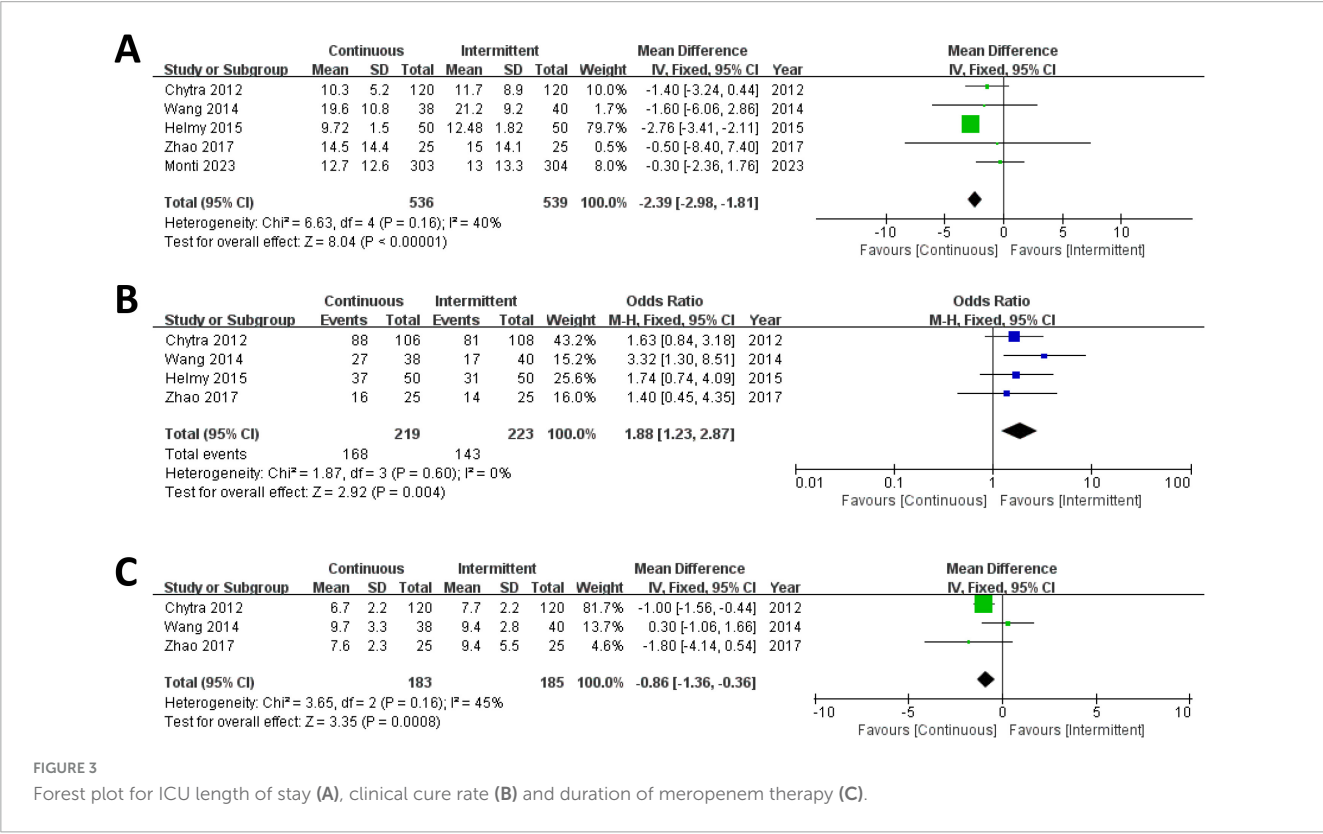 A
Continuous Intermittent Mean Difference Mean Difference
Study or Subgroup Mean SD Total Mean SD Total Weight IV, Fixed, 95% CI Year IV, Fixed, 95% CI
Chytra 2012 10.3 5.2 120 11.7 8.9 120 10.0% -1.40 [-3.24, 0.44] 2012
Wang 2014 19.6 10.8 38 21.2 9.2 40 1.7% -1.60 [-6.06, 2.86] 2014
Helmy 2015 9.72 1.5 50 12.48 1.82 50 79.7% -2.76 [-3.41, -2.11] 2015
Zhao 2017 14.5 14.4 25 15 14.1 25 0.5% -0.50 [-8.40, 7.40] 2017
Monti 2023 12.7 12.6 303 13 13.3 304 8.0% -0.30 [-2.36, 1.76] 2023
Total (95% CI) 536 539 100.0% -2.39 [-2.98, -1.81]
Heterogeneity: Chi² = 6.63, df = 4 (P = 0.16); I² = 40%
Test for overall effect: Z = 8.04 (P < 0.00001)
-10 -5 0 5 10
Favours [Continuous] Favours [Intermittent]
B
Continuous Intermittent Odds Ratio Odds Ratio
Study or Subgroup Events Total Events Total Weight M-H, Fixed, 95% CI Year M-H, Fixed, 95% CI
Chytra 2012 88 106 81 108 43.2% 1.63 [0.84, 3.18] 2012
Wang 2014 27 38 17 40 15.2% 3.32 [1.30, 8.51] 2014
Helmy 2015 37 50 31 50 25.6% 1.74 [0.74, 4.09] 2015
Zhao 2017 16 25 14 25 16.0% 1.40 [0.45, 4.35] 2017
Total (95% CI) 219 223 100.0% 1.88 [1.23, 2.87]
Total events 168 143
Heterogeneity: Chi² = 1.87, df = 3 (P = 0.60); I² = 0%
Test for overall effect: Z = 2.92 (P = 0.004)
0.01 0.1 1 10 100
Favours [Continuous] Favours [Intermittent]
C
Continuous Intermittent Mean Difference Mean Difference
Study or Subgroup Mean SD Total Mean SD Total Weight IV, Fixed, 95% CI Year IV, Fixed, 95% CI
Chytra 2012 6.7 2.2 120 7.7 2.2 120 81.7% -1.00 [-1.56, -0.44] 2012
Wang 2014 9.7 3.3 38 9.4 2.8 40 13.7% 0.30 [-1.06, 1.66] 2014
Zhao 2017 7.6 2.3 25 9.4 5.5 25 4.6% -1.80 [-4.14, 0.54] 2017
Total (95% CI) 183 185 100.0% -0.86 [-1.36, -0.36]
Heterogeneity: Chi² = 3.65, df = 2 (P = 0.16); I² = 45%
Test for overall effect: Z = 3.35 (P = 0.0008)
-10 -5 0 5 10
Favours [Continuous] Favours [Intermittent]
FIGURE 3
Forest plot for ICU length of stay (A), clinical cure rate (B) and duration of meropenem therapy (C).